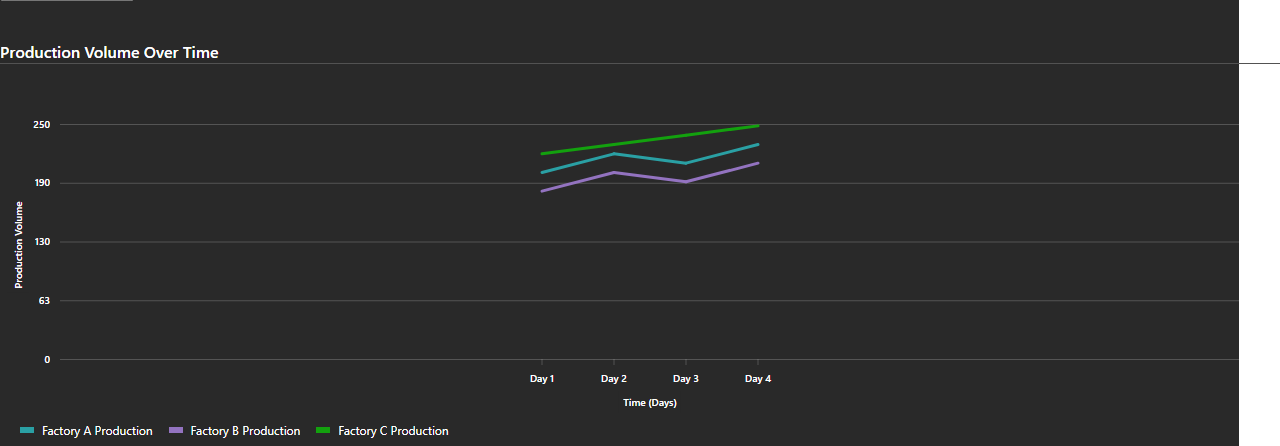 Production Volume Over Time
250
190
130
63
0
Production Volume
Day 1 Day 2 Day 3 Day 4
Time (Days)
Factory A Production Factory B Production Factory C Production